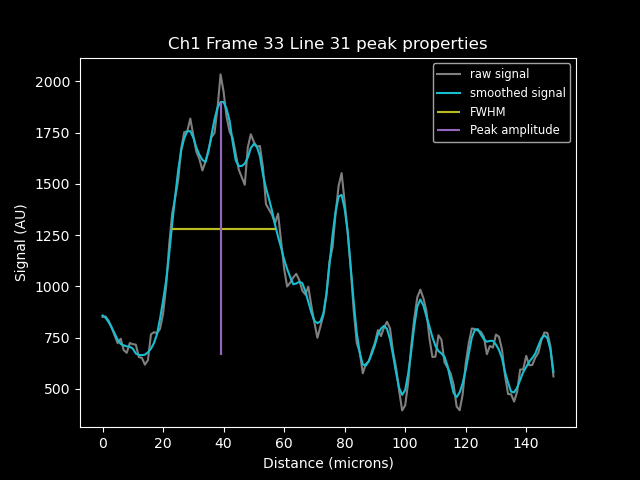 Ch1 Frame 33 Line 31 peak properties
raw signal
smoothed signal
FWHM
Peak amplitude
Signal (AU)
2000
1750
1500
1250
1000
750
500
0 20 40 60 80 100 120 140
Distance (microns)